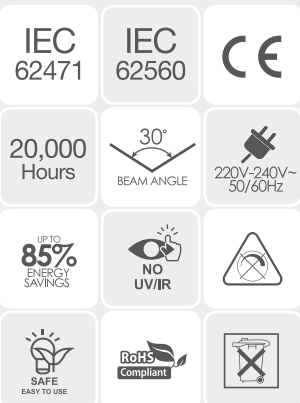 IEC
62471
IEC
62560
CE
20,000
Hours
30°
BEAM ANGLE
220V-240V~
50/60Hz
UP TO
85%
ENERGY
SAVINGS
NO
UV/IR
SAFE
EASY TO USE
RoHS
Compliant